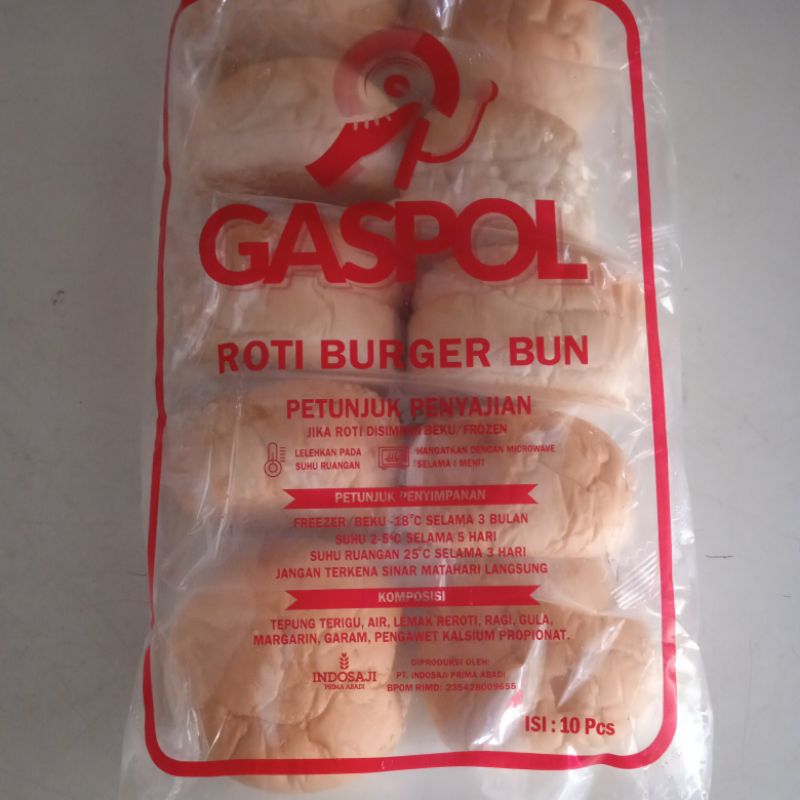 GASPOL
ROTI BURGER BUN
PETUNJUK PENYAJIAN
JIKA ROTI DISIMPAN BEKU/FROZEN
LELEHKAN PADA
SUHU RUANGAN
HANGATKAN DENGAN MICROWAVE
SELAMA 1 MENIT
PETUNJUK PENYIMPANAN
FREEZER/BEKU -18°C SELAMA 3 BULAN
SUHU 2-5°C SELAMA 5 HARI
SUHU RUANGAN 25°C SELAMA 3 HARI
JANGAN TERKENA SINAR MATAHARI LANGSUNG
KOMPOSISI
TEPUNG TERIGU, AIR, LEMAK REROTI, RAGI, GULA,
MARGARIN, GARAM, PENGAWET KALSIUM PROPIONAT.
INDOSAJI
PRIMA ABADI
DIPRODUKSI OLEH:
PT. INDOSAJI PRIMA ABADI
BPOM RIMD: 235428009655
ISI : 10 Pcs